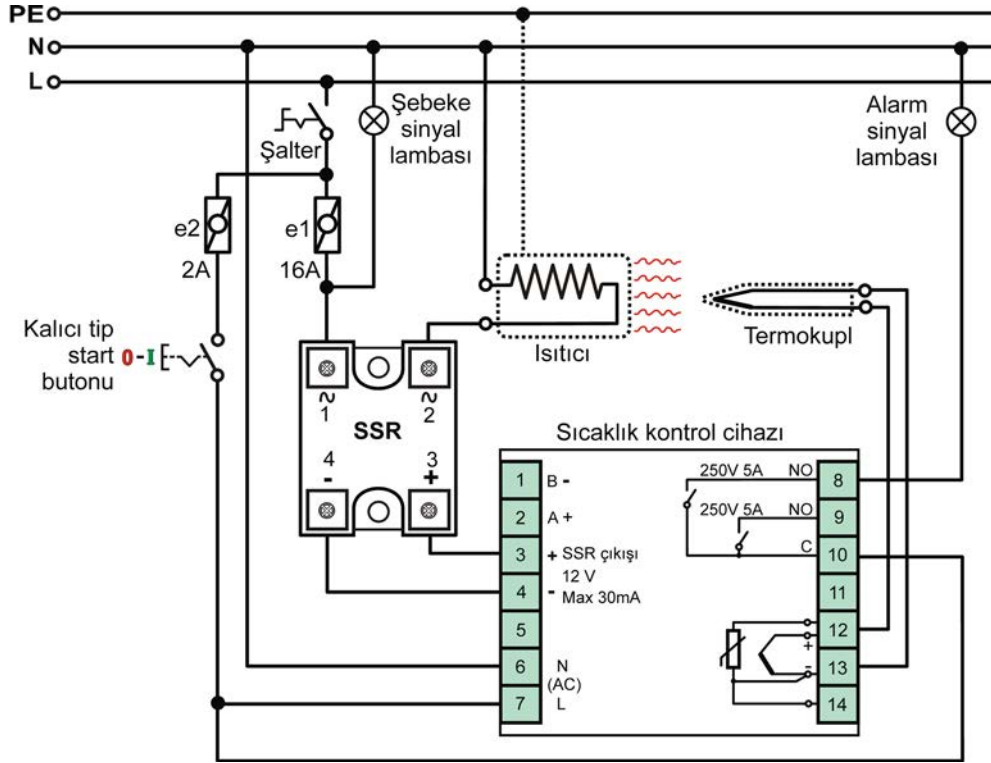 PE
N
L
Şalter
Şebeke
sinyal
lambası
Alarm
sinyal
lambası
e2
2A
e1
16A
Kalıcı tip
start
butonu
0-I
Isıtıcı
Termokupl
~
1
~
2
SSR
4
-
3
+
Sıcaklık kontrol cihazı
1 B -
2 A +
3 + SSR çıkışı
12 V
4 - Max 30mA
5
6 N
(AC)
7 L
250V 5A NO 8
250V 5A NO 9
C 10
11
12
+
- 13
14